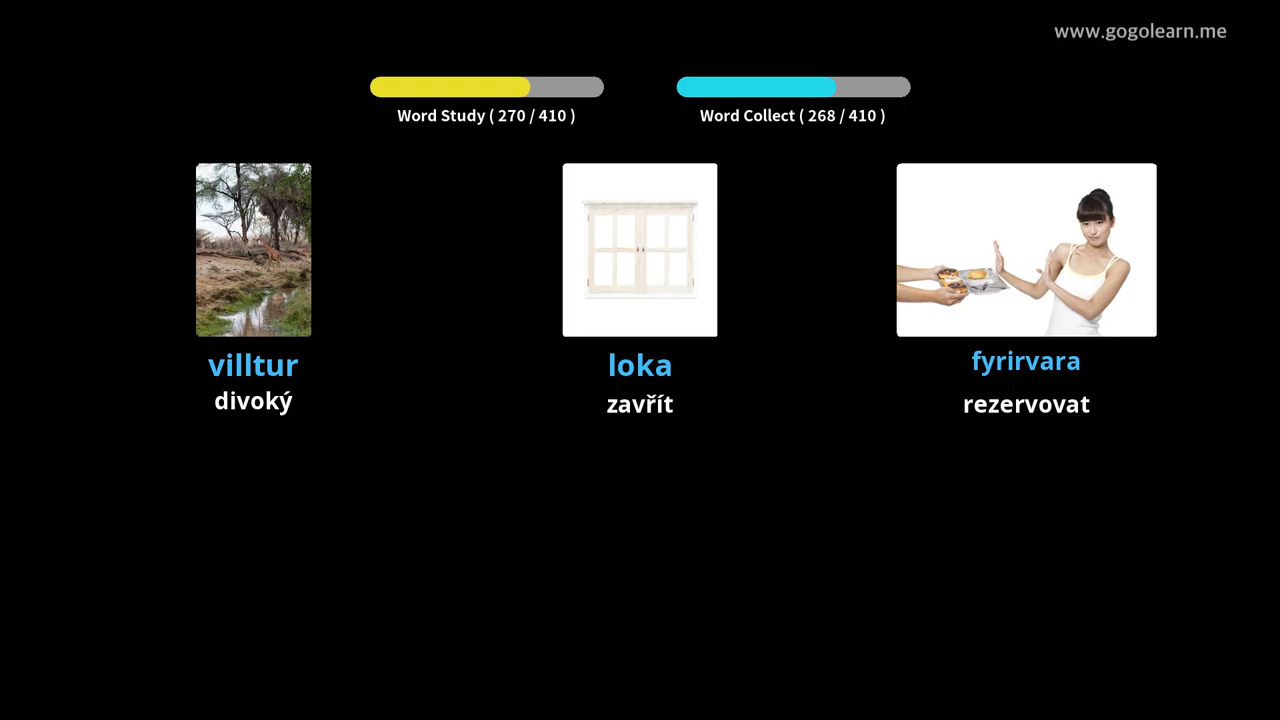 www.gogolearn.me
Word Study ( 270 / 410 )
Word Collect ( 268 / 410 )
villtur
divoký
loka
zavřít
fyrirvara
rezervovat